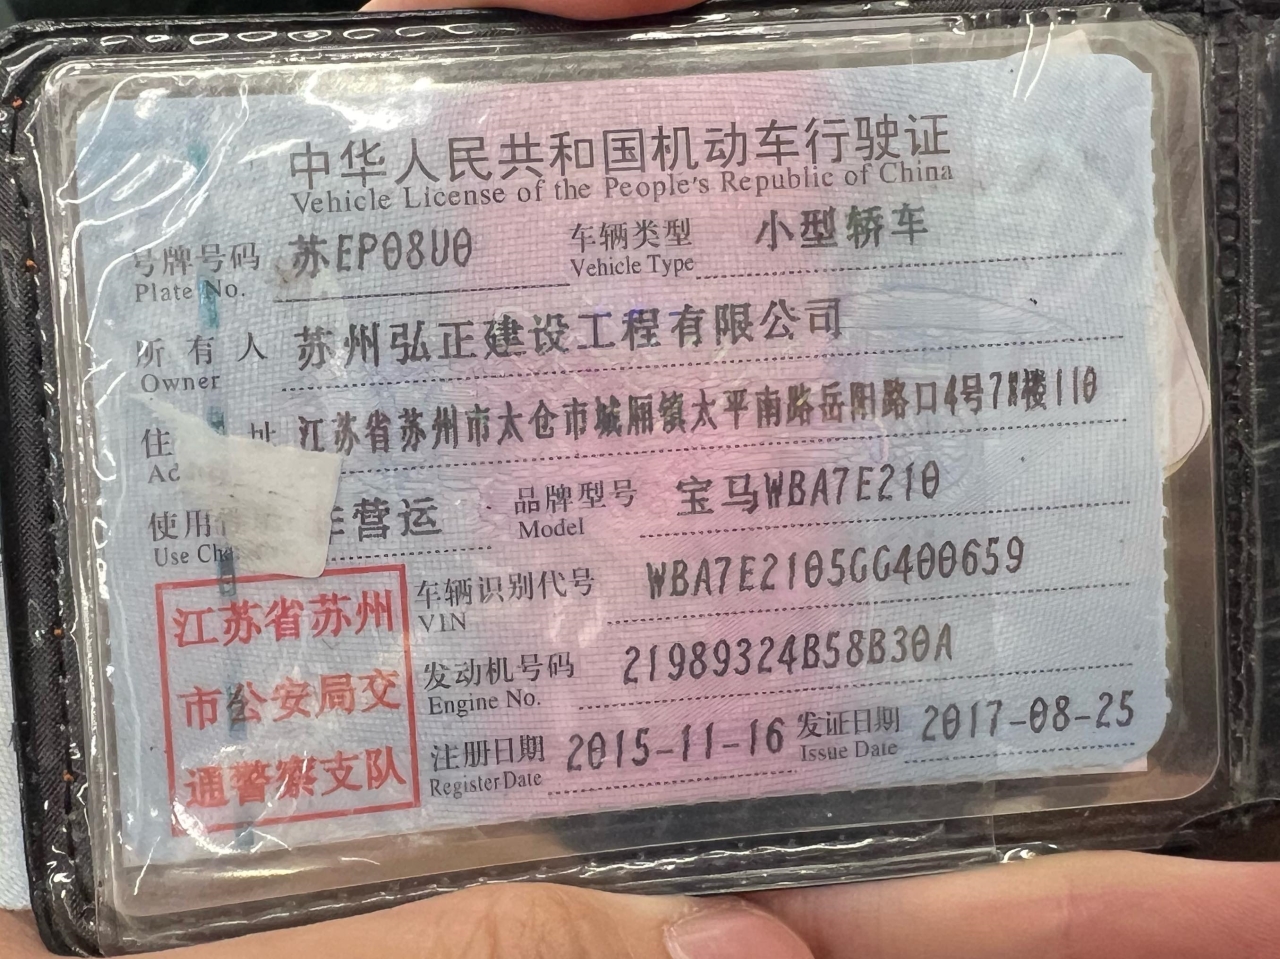 中华人民共和国机动车行驶证
Vehicle License of the People's Republic of China
号牌号码 苏EP08U0 车辆类型 小型轿车
Plate No. Vehicle Type
所有人 苏州弘正建设工程有限公司
Owner
住 址 江苏省苏州市太仓市城厢镇太平南路岳阳路口4号78楼110
使用 营运 品牌型号 宝马WBA7E210
Use Cha Model
车辆识别代号 WBA7E2105GG400659
VIN
发动机号码 21989324B58B30A
Engine No.
注册日期 2015-11-16 发证日期 2017-08-25
Register Date Issue Date
江苏省苏州
市公安局交
通警察支队